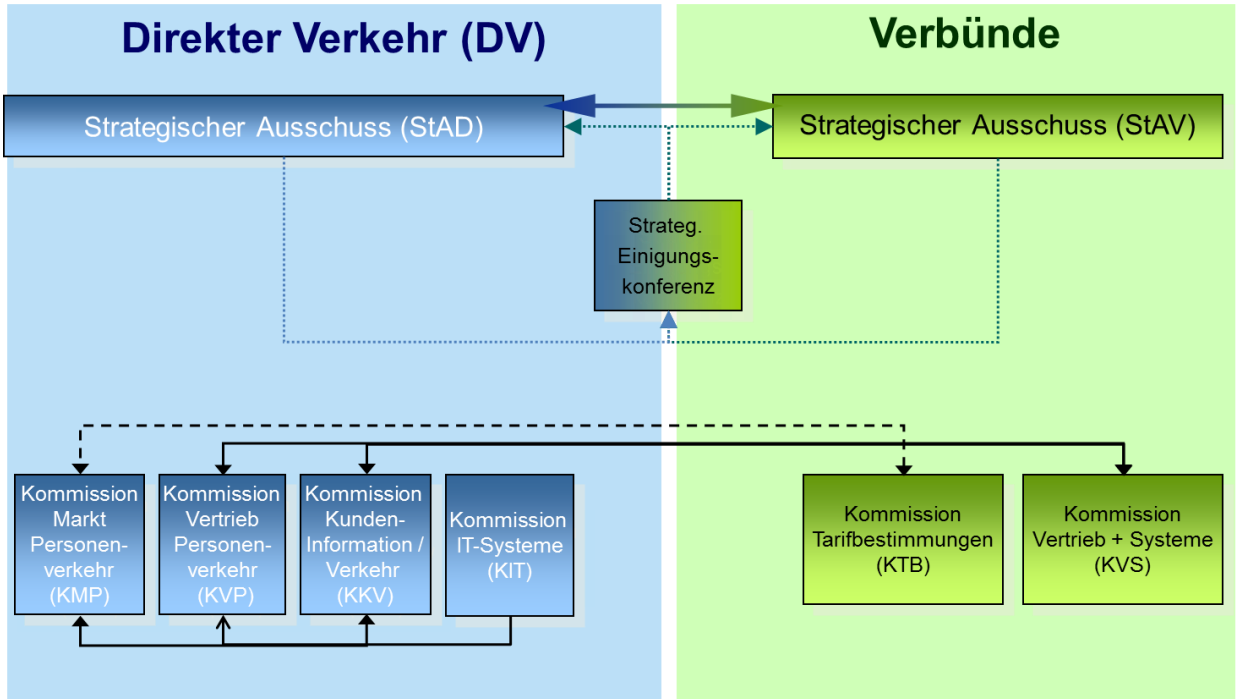 Direkter Verkehr (DV)
Verbünde
Strategischer Ausschuss (StAD)
Strategischer Ausschuss (StAV)
Strateg.
Einigungs-
konferenz
Kommission
Markt
Personen-
verkehr
(KMP)
Kommission
Vertrieb
Personen-
verkehr
(KVP)
Kommission
Kunden-
Information /
Verkehr
(KKV)
Kommission
IT-Systeme
(KIT)
Kommission
Tarifbestimmungen
(KTB)
Kommission
Vertrieb + Systeme
(KVS)